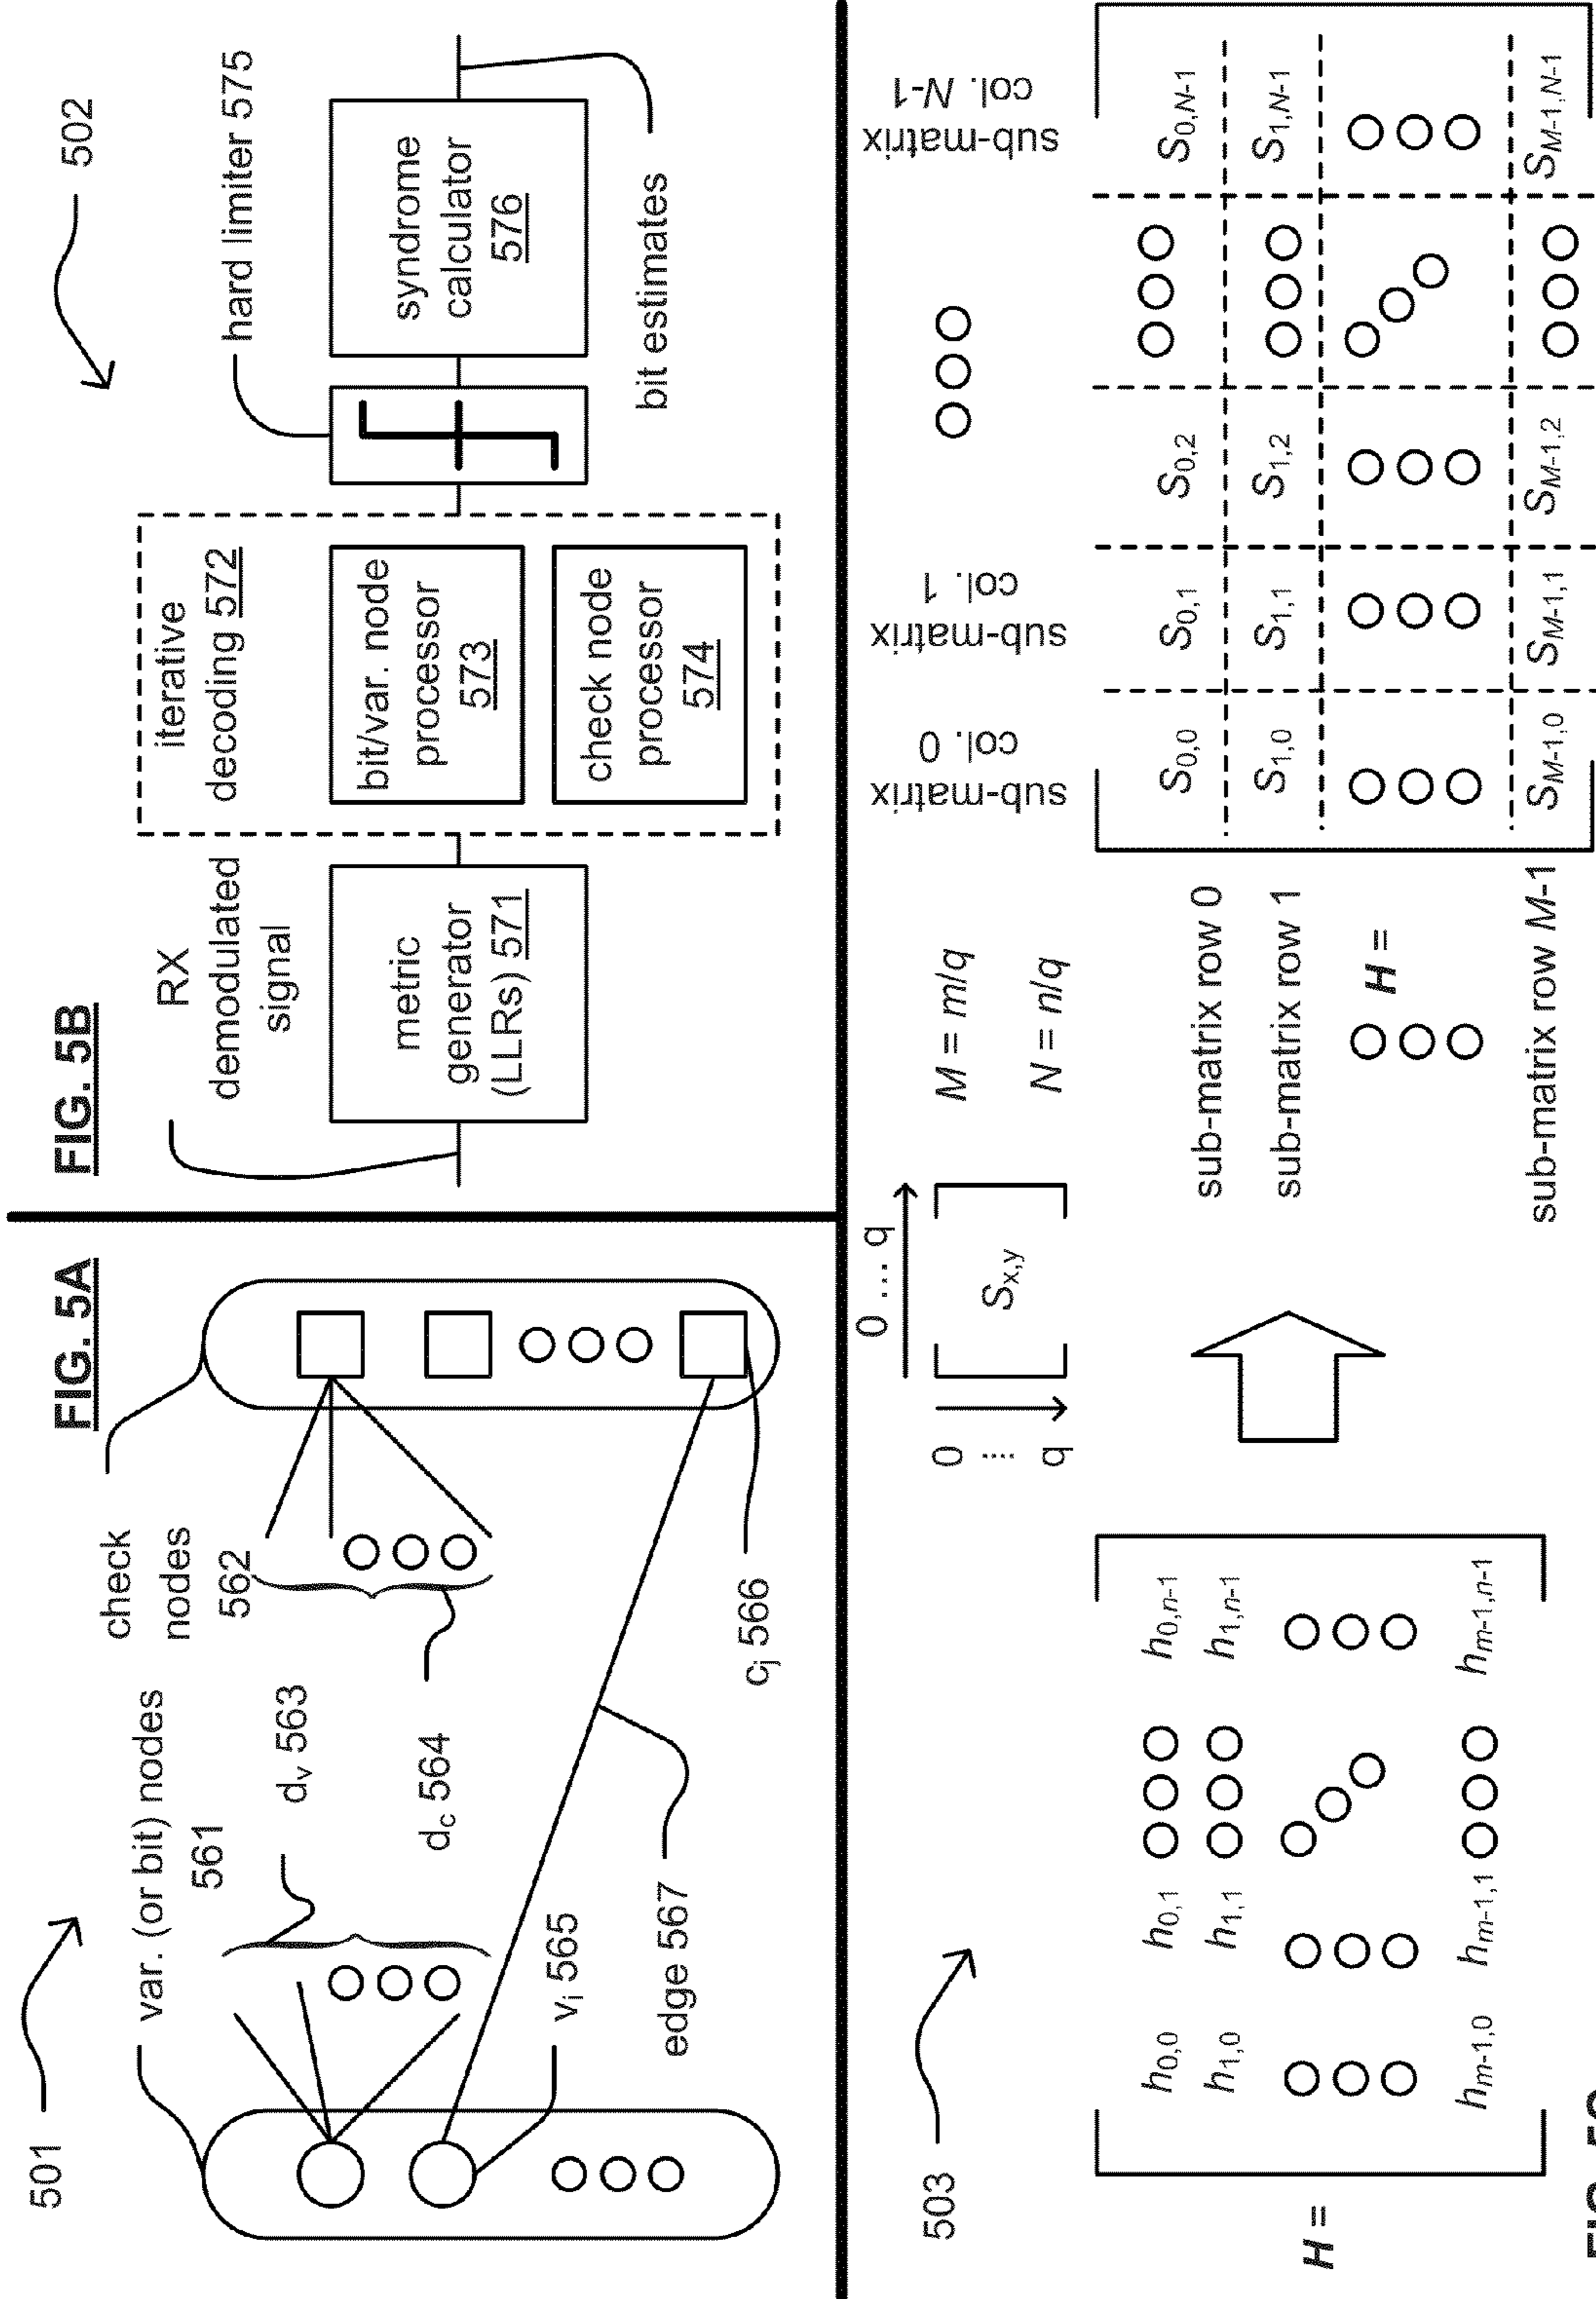 FIG. 5A
501
var. (or bit) nodes
561
check
nodes
562
dv 563
dc 564
vi 565
edge 567
cj 566
FIG. 5B
502
RX
demodulated
signal
metric
generator
(LLRs) 571
iterative
decoding 572
bit/var. node
processor
573
check node
processor
574
hard limiter 575
syndrome
calculator
576
bit estimates
503
H =
h0,0 h0,1 h0,n-1
h1,0 h1,1 h1,n-1
hm-1,0 hm-1,1 hm-1,n-1
0 ... q
0
...
q
Sx,y
M = m/q
N = n/q
sub-matrix
col. 0
sub-matrix
col. 1
sub-matrix
col. N-1
sub-matrix row 0
sub-matrix row 1
H =
sub-matrix row M-1
S0,0 S0,1 S0,2 S0,N-1
S1,0 S1,1 S1,2 S1,N-1
SM-1,0 SM-1,1 SM-1,2 SM-1,N-1